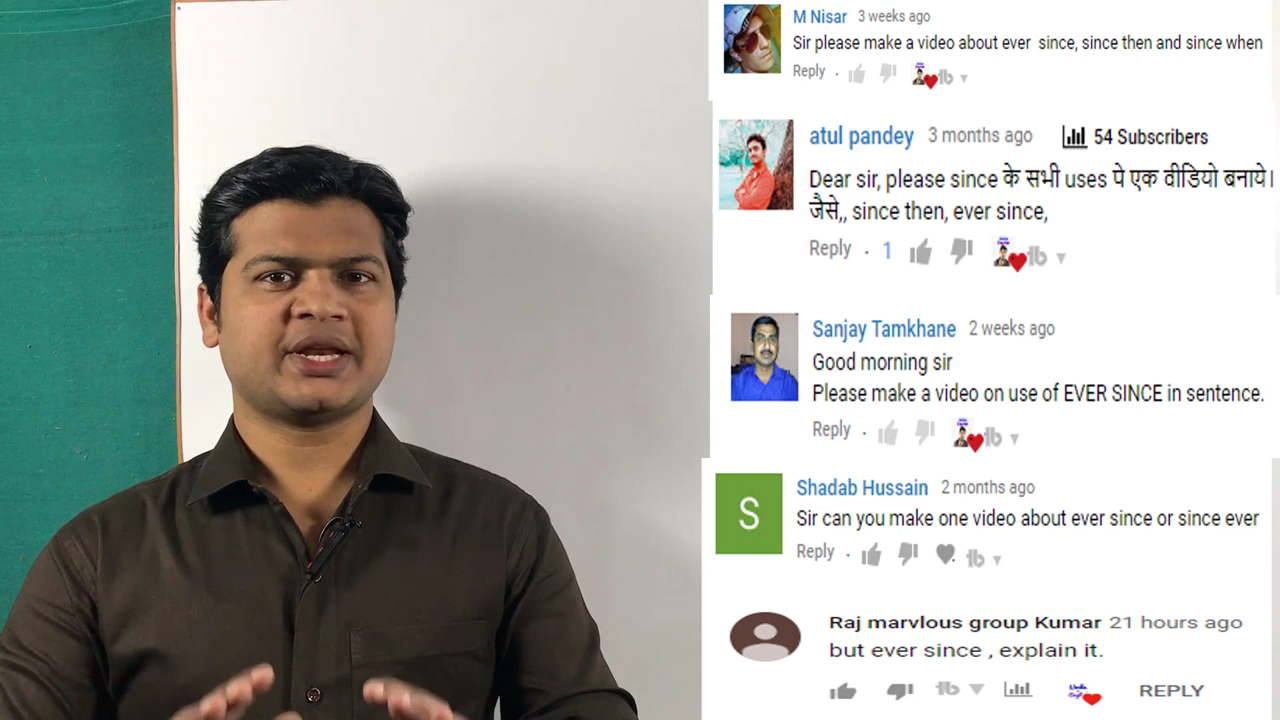 M Nisar 3 weeks ago
Sir please make a video about ever since, since then and since when
Reply
atul pandey 3 months ago 54 Subscribers
Dear sir, please since के सभी uses पे एक वीडियो बनाये।
जैसे,, since then, ever since,
Reply 1
Sanjay Tamkhane 2 weeks ago
Good morning sir
Please make a video on use of EVER SINCE in sentence.
Reply
S
Shadab Hussain 2 months ago
Sir can you make one video about ever since or since ever
Reply
Raj marvlous group Kumar 21 hours ago
but ever since , explain it.
REPLY